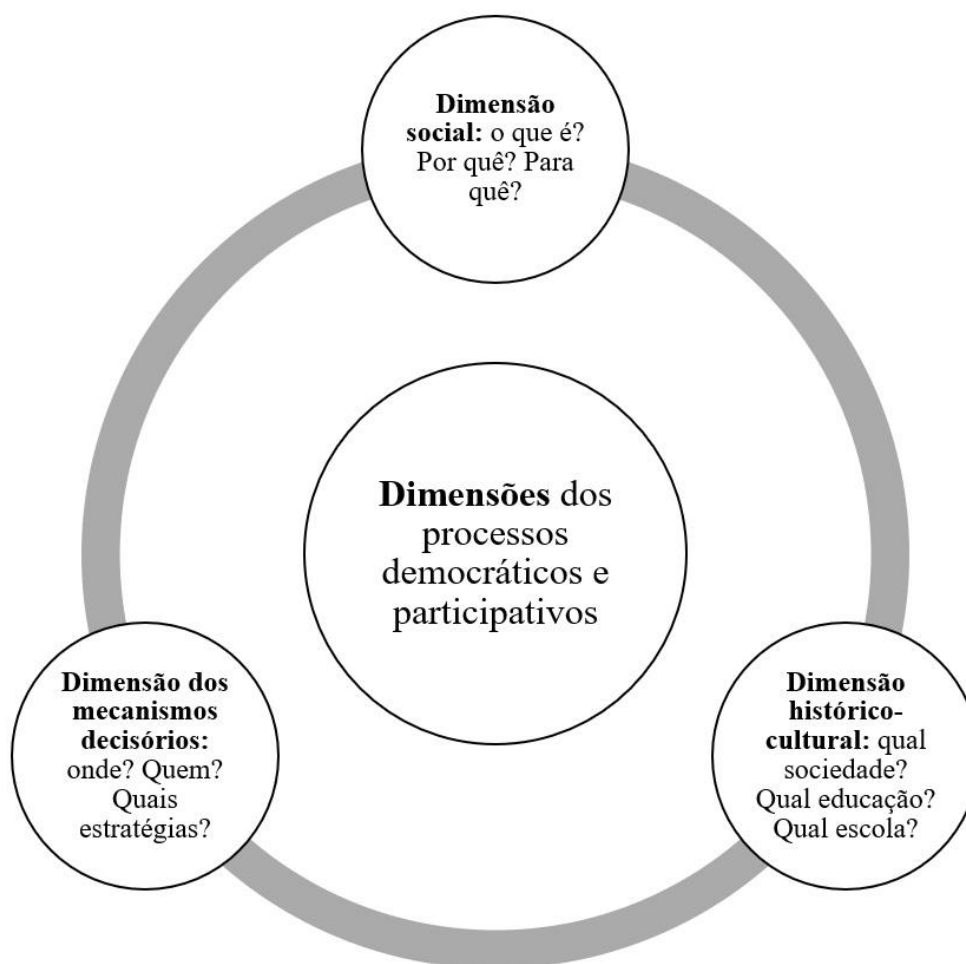 Dimensão
social: o que é?
Por quê? Para
quê?
Dimensões dos
processos
democráticos e
participativos
Dimensão dos
mecanismos
decisórios:
onde? Quem?
Quais
estratégias?
Dimensão
histórico-
cultural: qual
sociedade?
Qual educação?
Qual escola?